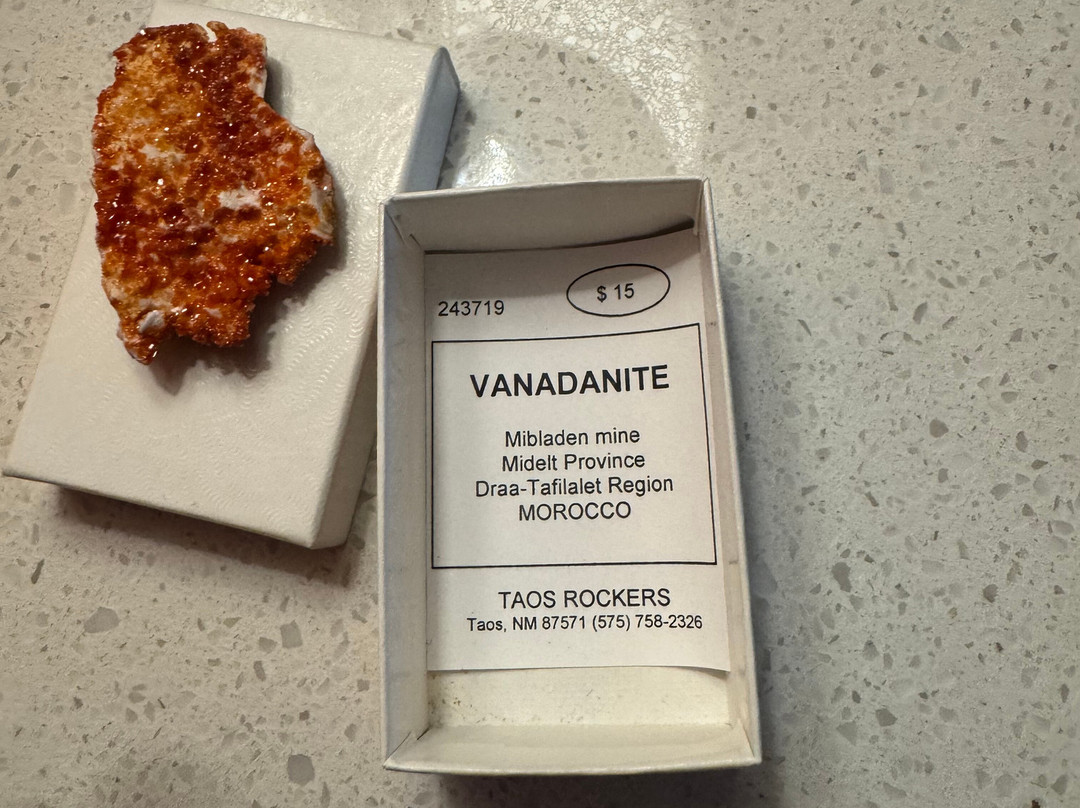 243719 $ 15
VANADANITE
Mibladen mine
Midelt Province
Draa-Tafilalet Region
MOROCCO
TAOS ROCKERS
Taos, NM 87571 (575) 758-2326